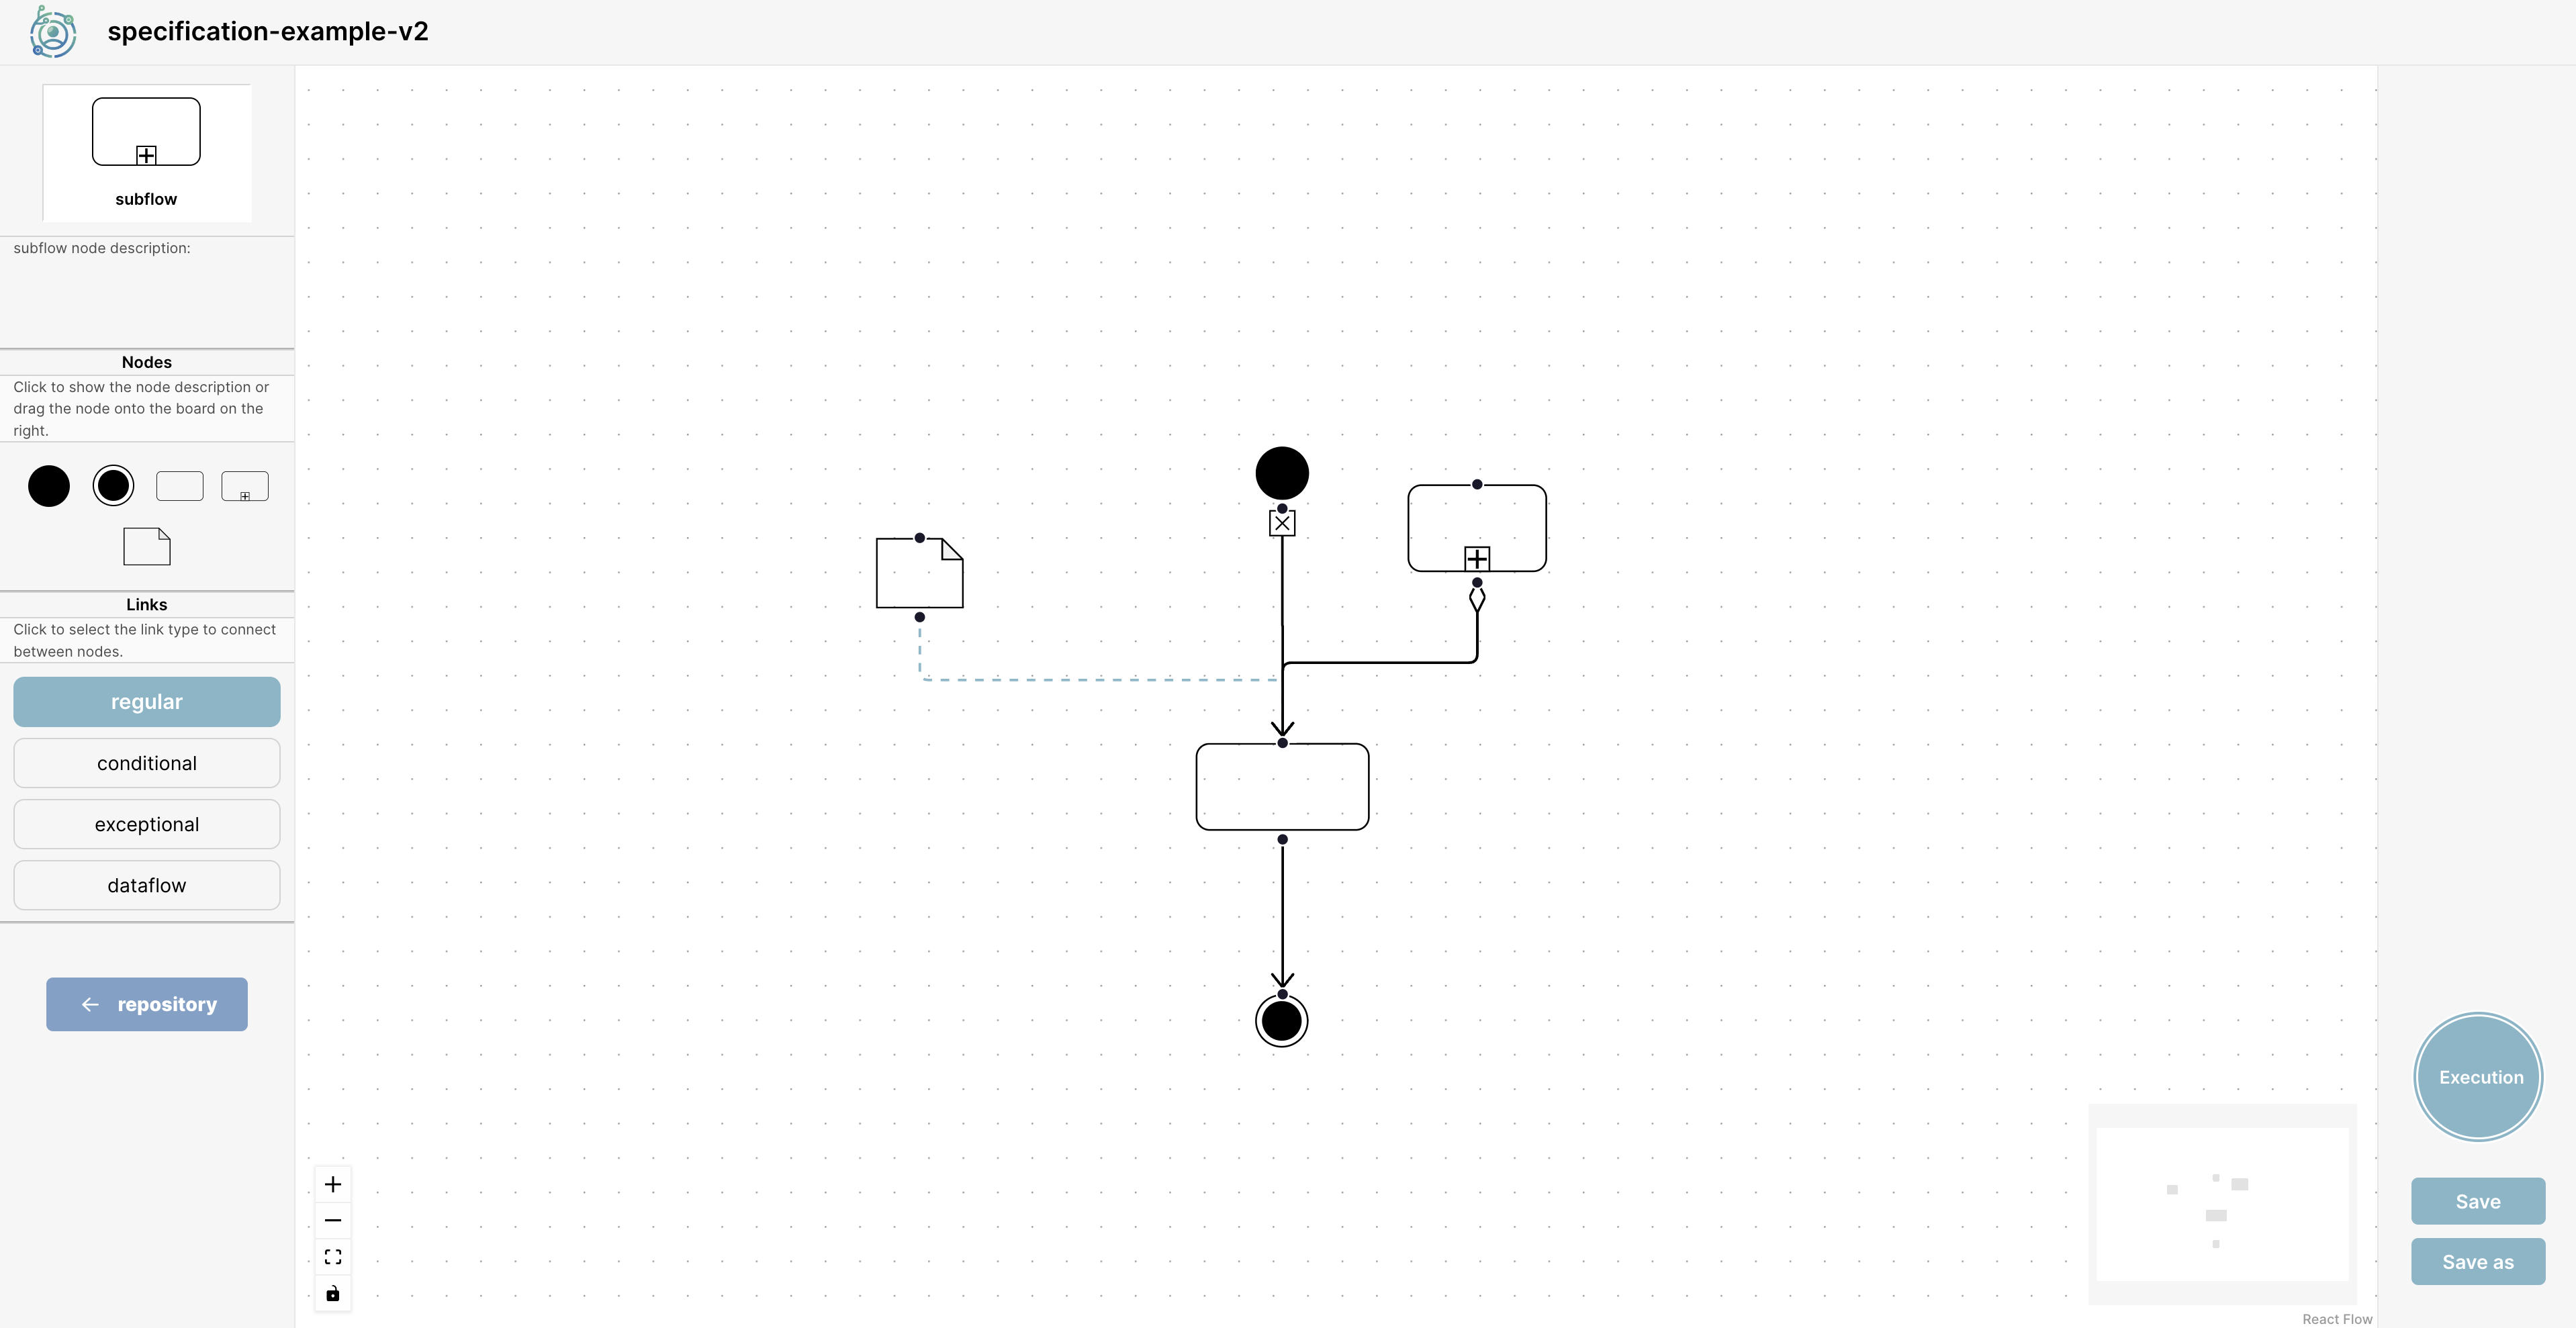 specification-example-v2
subflow
subflow node description:
Nodes
Click to show the node description or
drag the node onto the board on the
right.
Links
Click to select the link type to connect
between nodes.
regular
conditional
exceptional
dataflow
repository
Execution
Save
Save as
React Flow